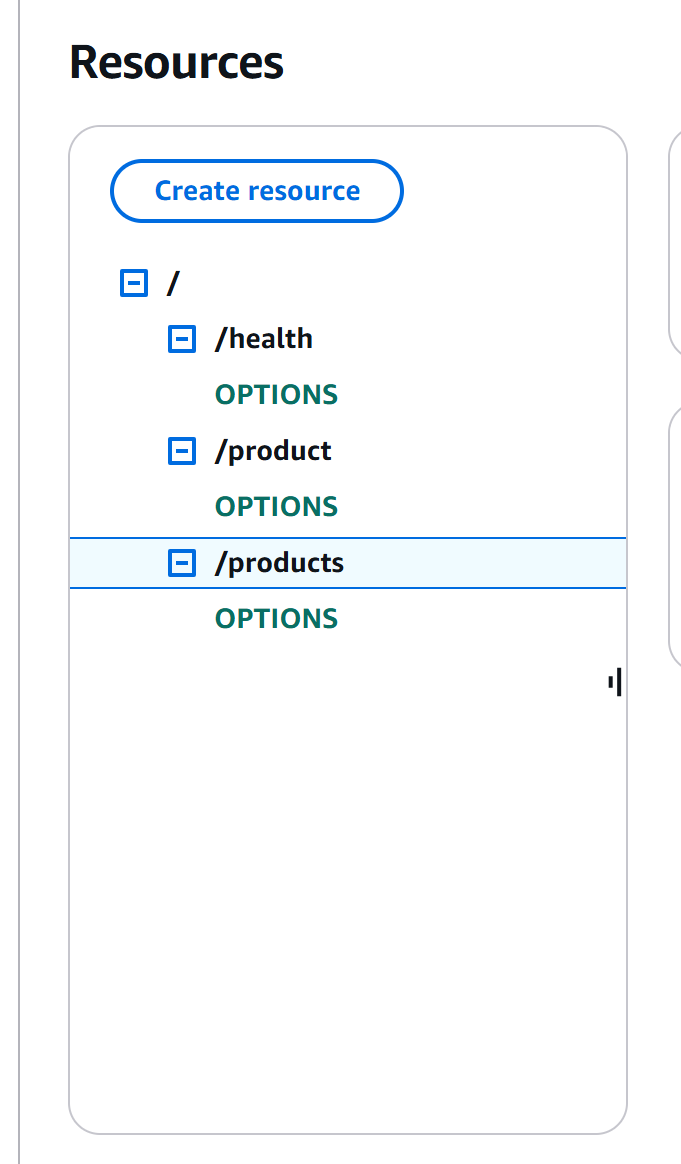 Resources
Create resource
/
/health
OPTIONS
/product
OPTIONS
/products
OPTIONS